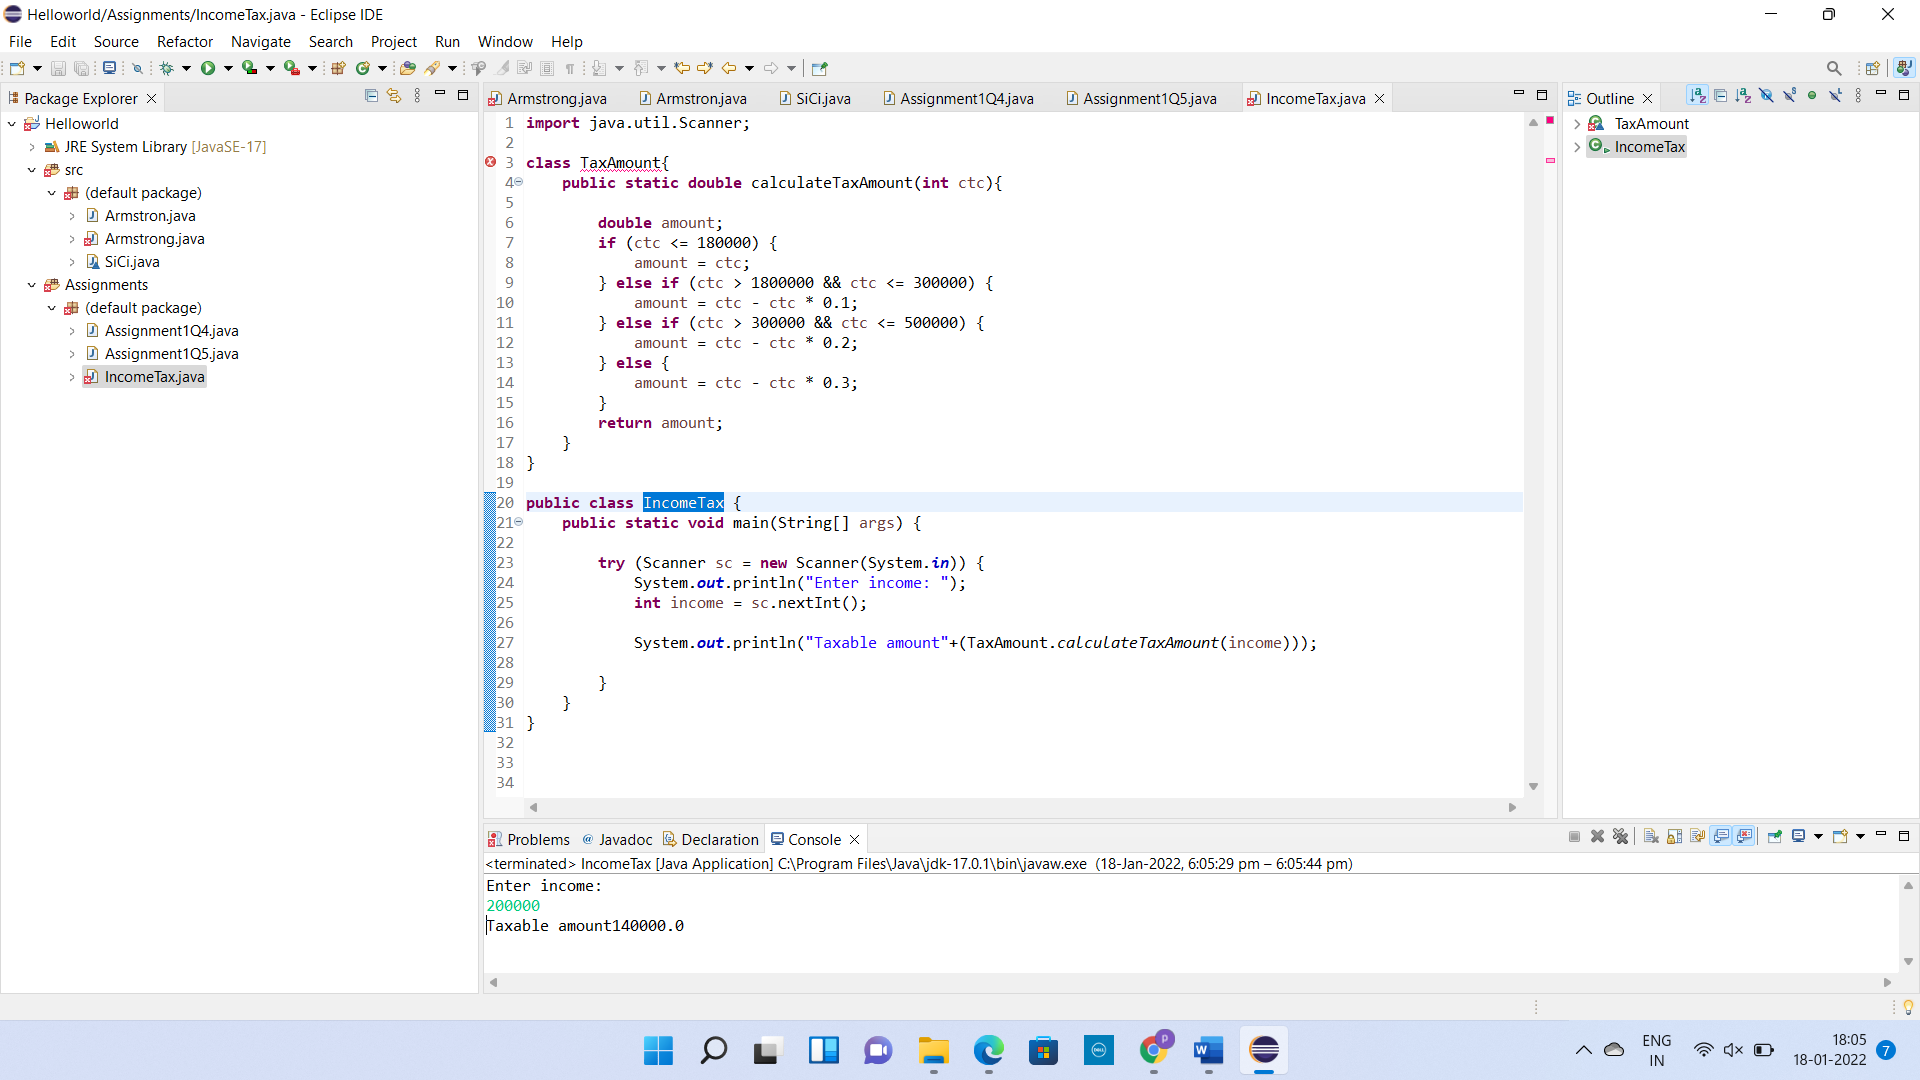 Helloworld/Assignments/IncomeTax.java - Eclipse IDE
File Edit Source Refactor Navigate Search Project Run Window Help
Package Explorer
Helloworld
JRE System Library [JavaSE-17]
src
(default package)
Armstron.java
Armstrong.java
SiCi.java
Assignments
(default package)
Assignment1Q4.java
Assignment1Q5.java
IncomeTax.java
Armstrong.java Armstron.java SiCi.java Assignment1Q4.java Assignment1Q5.java IncomeTax.java
1 import java.util.Scanner;
2
3 class TaxAmount{
4 public static double calculateTaxAmount(int ctc){
5
6 double amount;
7 if (ctc <= 180000) {
8 amount = ctc;
9 } else if (ctc > 1800000 && ctc <= 300000) {
10 amount = ctc - ctc * 0.1;
11 } else if (ctc > 300000 && ctc <= 500000) {
12 amount = ctc - ctc * 0.2;
13 } else {
14 amount = ctc - ctc * 0.3;
15 }
16 return amount;
17 }
18 }
19
20 public class IncomeTax {
21 public static void main(String[] args) {
22
23 try (Scanner sc = new Scanner(System.in)) {
24 System.out.println("Enter income: ");
25 int income = sc.nextInt();
26
27 System.out.println("Taxable amount"+(TaxAmount.calculateTaxAmount(income)));
28
29 }
30 }
31 }
32
33
34
Outline
TaxAmount
IncomeTax
Problems @ Javadoc Declaration Console
<terminated> IncomeTax [Java Application] C:\Program Files\Java\jdk-17.0.1\bin\javaw.exe (18-Jan-2022, 6:05:29 pm – 6:05:44 pm)
Enter income:
200000
Taxable amount140000.0
ENG
IN
18:05
18-01-2022
7